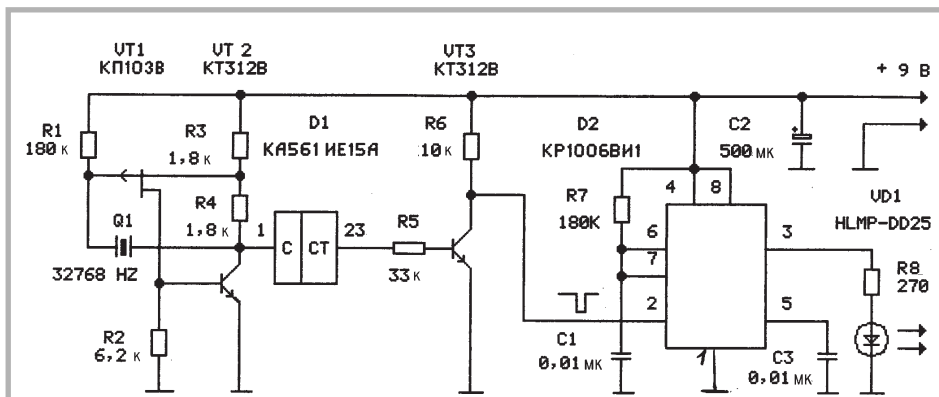 VT1
КП103В
VT 2
КТ312В
VT3
КТ312В
+ 9 В
R1
180 к
R3
1,8 к
D1
КА561 ИЕ15А
R6
10 к
D2
КР1006ВИ1
C2
500 мк
+
R4
1,8 к
Q1
32768 HZ
1
C
CT
23
R5
33 к
R7
180К
4
8
6
7
2
3
5
1
VD1
HLMP-DD25
R8
270
R2
6,2 к
C1
0,01 мк
C3
0,01 мк